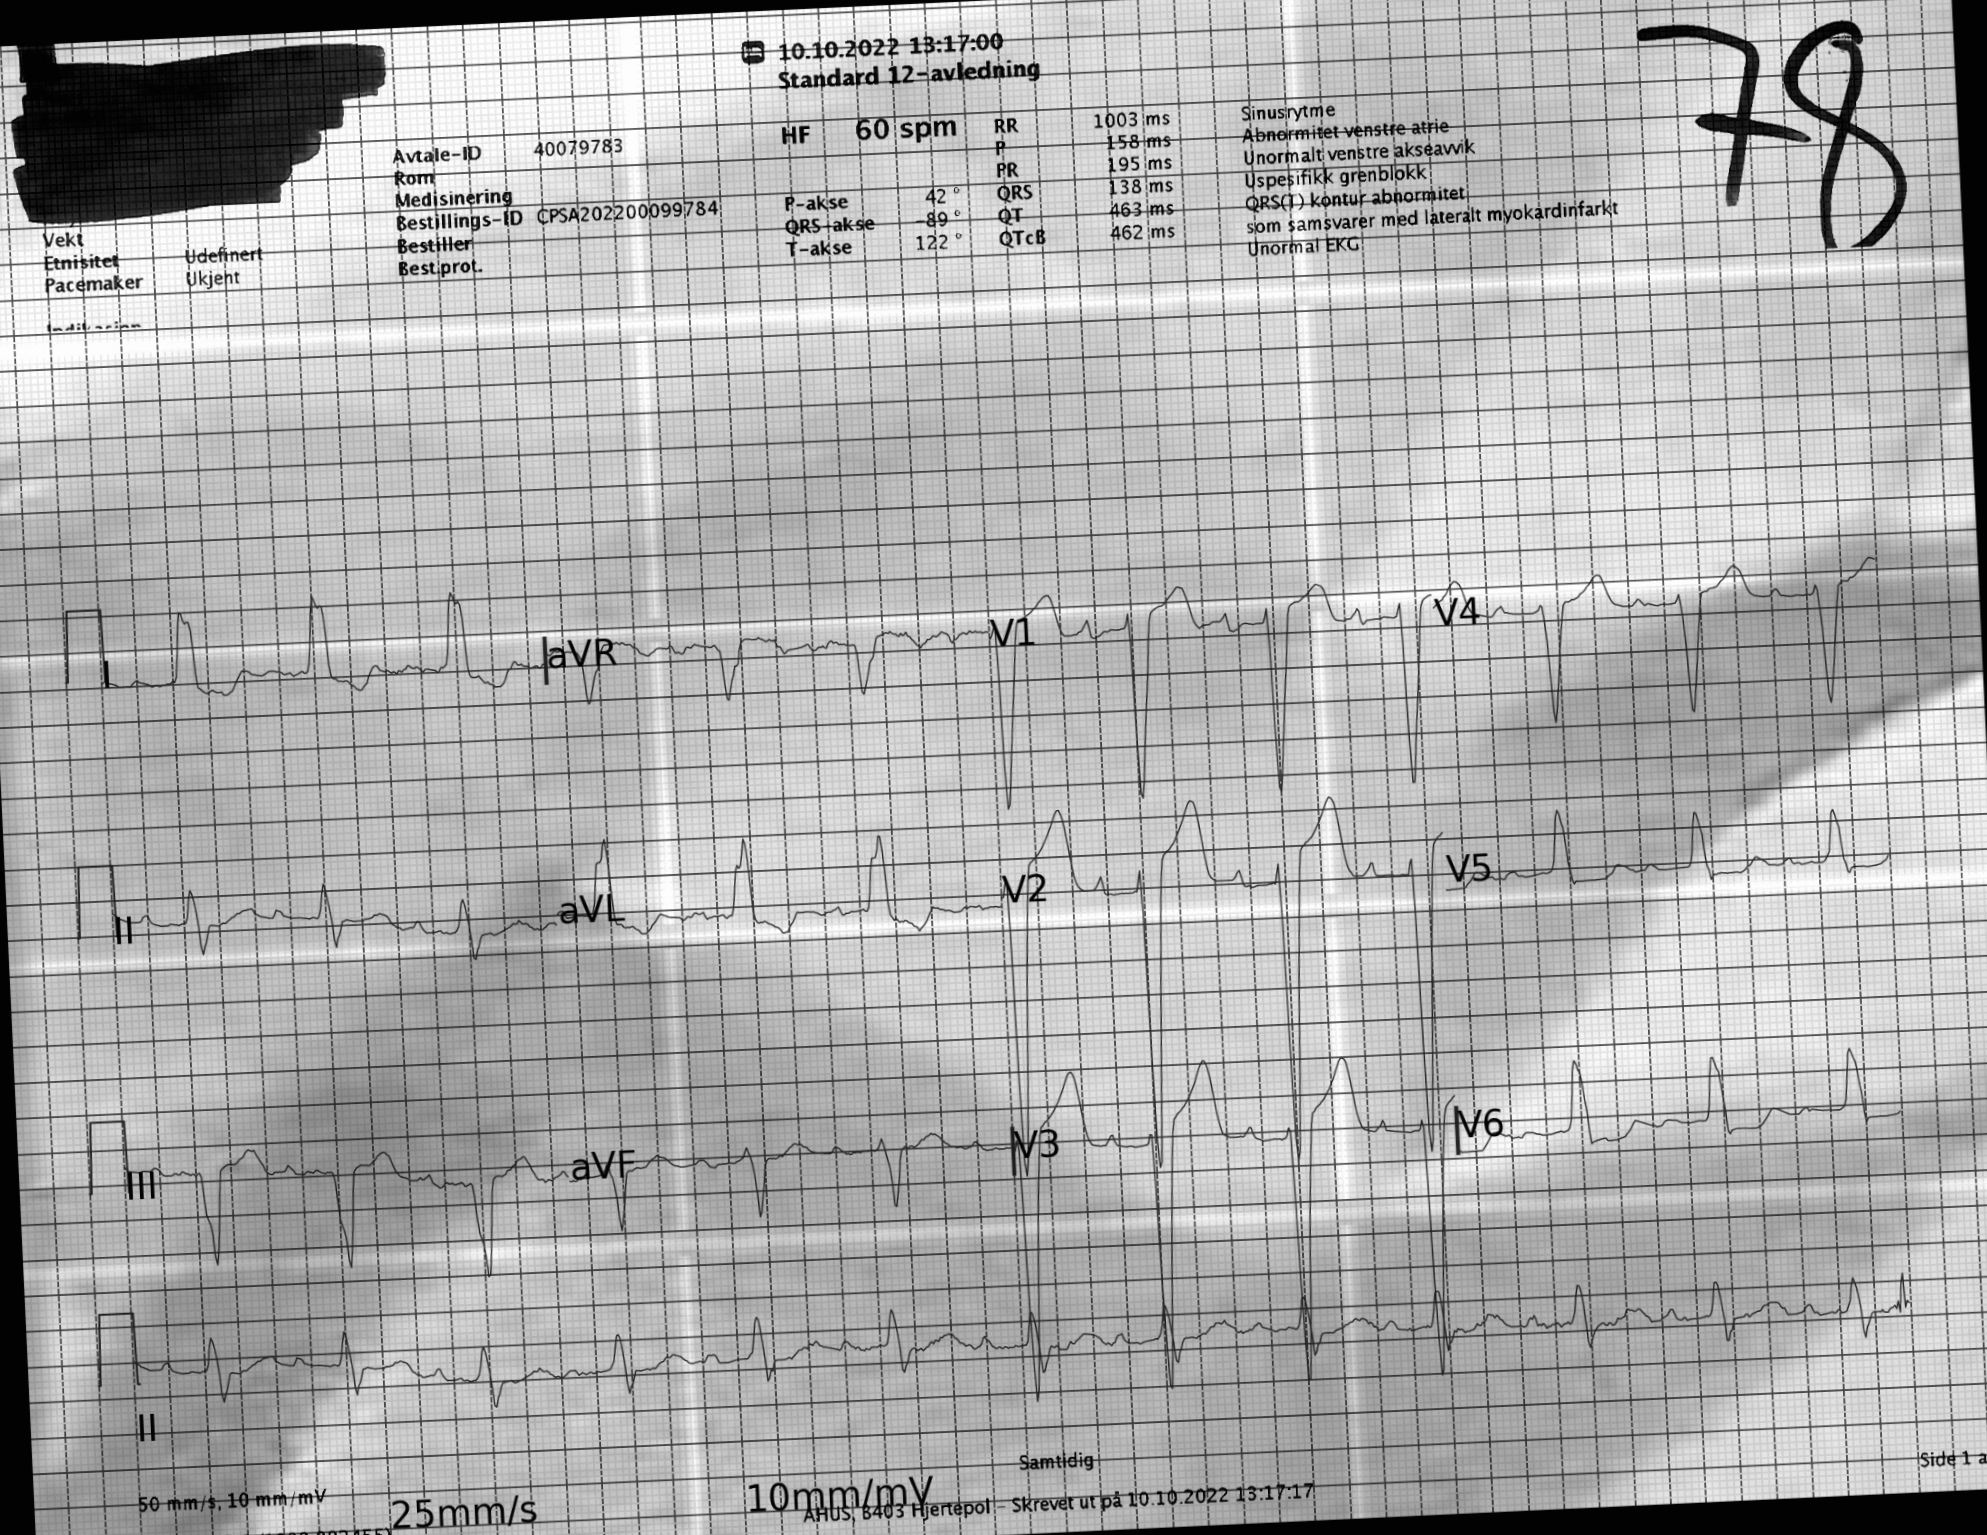 10.10.2022 13:17:00
Standard 12-avledning
78
Avtale-ID 40079783
Rom
Medisinering
Bestillings-ID CPSA202200099784
Bestiller
Best.prot.
Vekt
Etnisitet Udefinert
Pacemaker Ukjent
Indikasjon
HF 60 spm
P-akse 42 °
QRS-akse -89 °
T-akse 122 °
RR 1003 ms
P 158 ms
PR 195 ms
QRS 138 ms
QT 463 ms
QTcB 462 ms
Sinusrytme
Abnormitet venstre atrie
Unormalt venstre akseavvik
Uspesifikk grenblokk
QRS(T) kontur abnormitet
som samsvarer med lateralt myokardinfarkt
Unormal EKG
I aVR V1 V4
II aVL V2 V5
III aVF V3 V6
II
Samtidig
Side 1 a
50 mm/s, 10 mm/mV
25mm/s
10mm/mV
AHUS, B403 Hjertepol - Skrevet ut på 10.10.2022 13:17:17